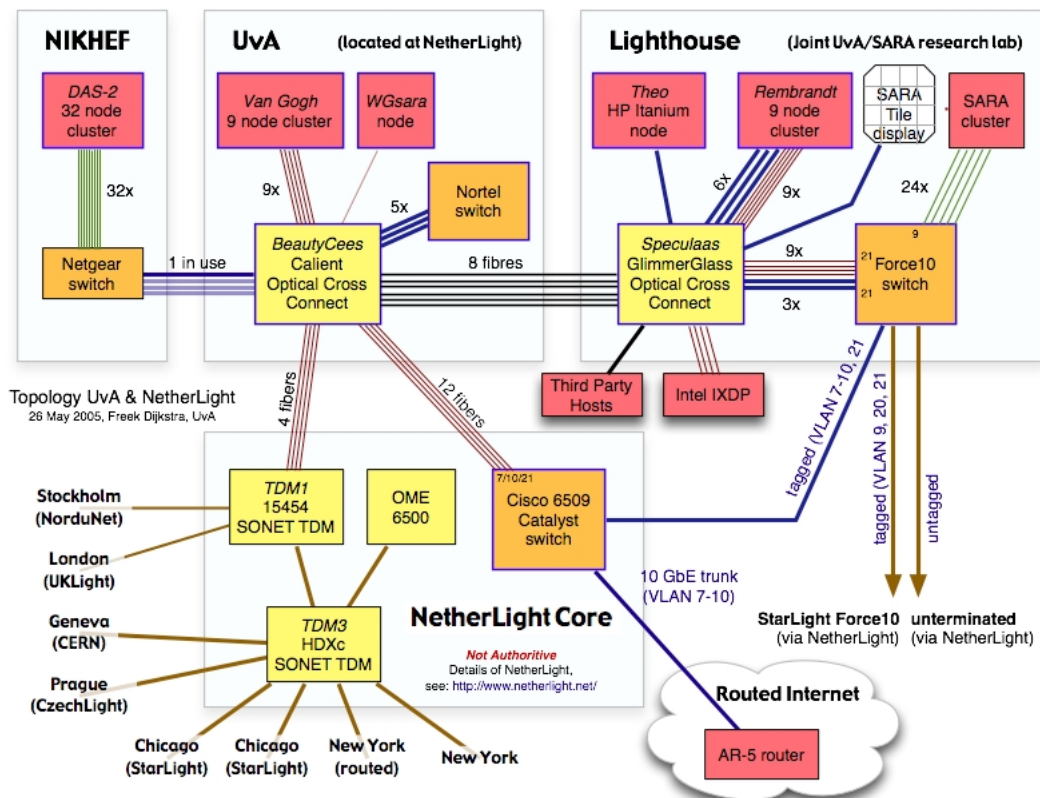 NIKHEF
UvA
(located at NetherLight)
Lighthouse
(Joint UvA/SARA research lab)
DAS-2
32 node
cluster
Van Gogh
9 node cluster
WGsara
node
Theo
HP Itanium
node
Rembrandt
9 node
cluster
SARA
Tile
display
SARA
cluster
32x
9x
5x
Nortel
switch
6x
9x
24x
Netgear
switch
1 in use
BeautyCees
Calient
Optical Cross
Connect
8 fibres
Speculaas
GlimmerGlass
Optical Cross
Connect
9x
3x
9
21
21
Force10
switch
Third Party
Hosts
Intel IXDP
Topology UvA & NetherLight
26 May 2005, Freek Dijkstra, UvA
4 fibers
12 fibers
tagged (VLAN 7-10, 21)
tagged (VLAN 9, 20, 21)
untagged
TDM1
15454
SONET TDM
OME
6500
7/10/21
Cisco 6509
Catalyst
switch
Stockholm
(NorduNet)
London
(UKLight)
Geneva
(CERN)
Prague
(CzechLight)
TDM3
HDXc
SONET TDM
NetherLight Core
Not Authoritive
Details of NetherLight,
see: http://www.netherlight.net/
10 GbE trunk
(VLAN 7-10)
StarLight Force10
(via NetherLight)
unterminated
(via NetherLight)
Routed Internet
AR-5 router
Chicago
(StarLight)
Chicago
(StarLight)
New York
(routed)
New York